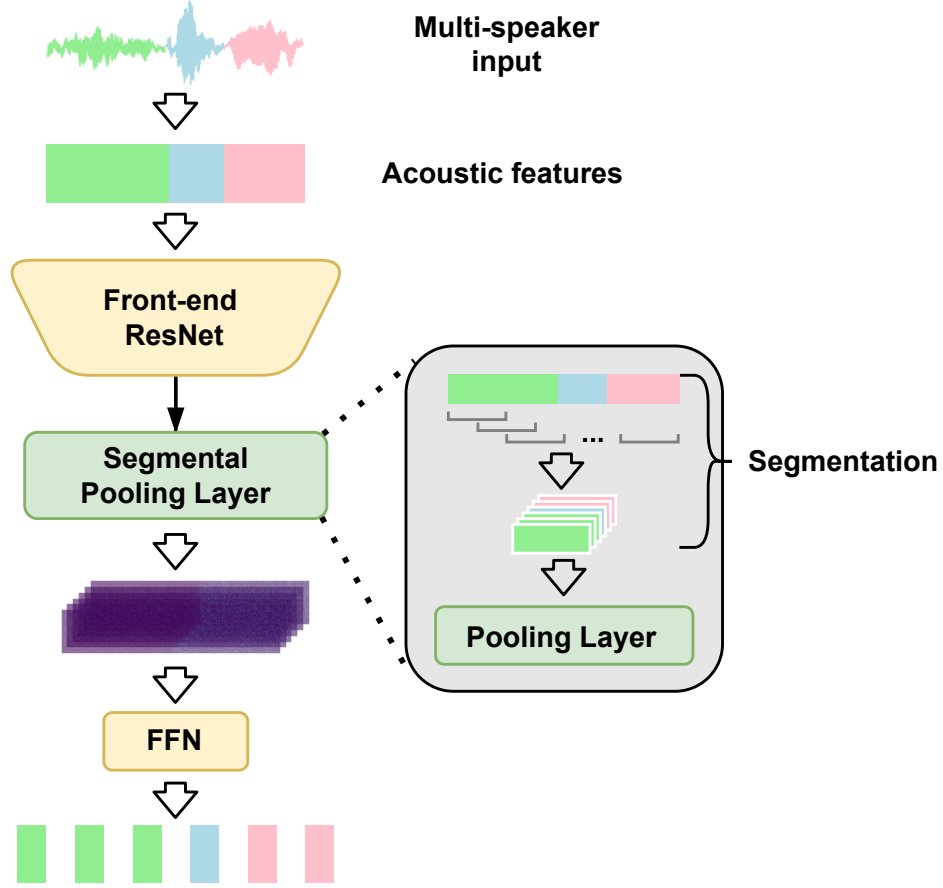 Multi-speaker
input
Acoustic features
Front-end
ResNet
Segmental
Pooling Layer
...
Segmentation
Pooling Layer
FFN